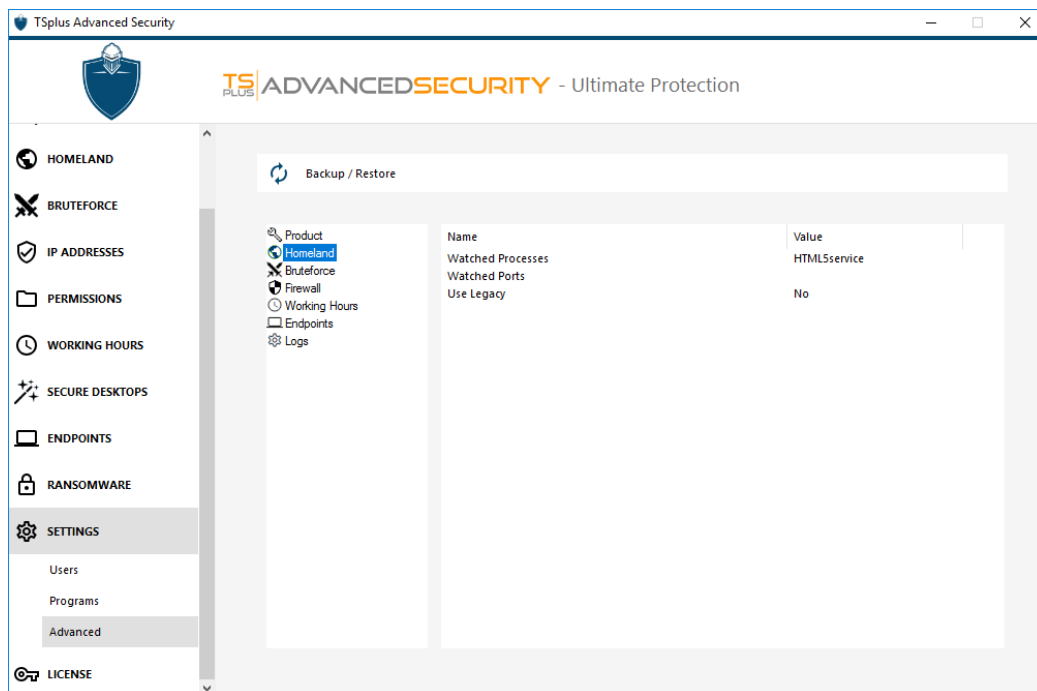 TSplus Advanced Security
TS PLUS ADVANCEDSECURITY - Ultimate Protection
HOMELAND
BRUTEFORCE
IP ADDRESSES
PERMISSIONS
WORKING HOURS
SECURE DESKTOPS
ENDPOINTS
RANSOMWARE
SETTINGS
Users
Programs
Advanced
LICENSE
Backup / Restore
Product
Homeland
Bruteforce
Firewall
Working Hours
Endpoints
Logs
Name Value
Watched Processes HTML5service
Watched Ports
Use Legacy No